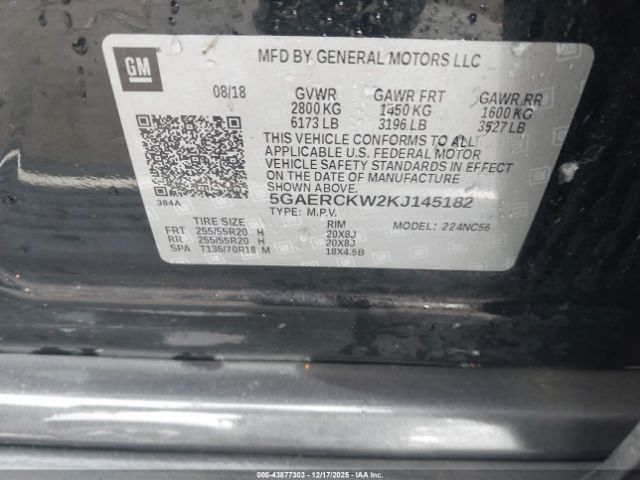 GM
MFD BY GENERAL MOTORS LLC
08/18 GVWR GAWR FRT GAWR RR
2800 KG 1450 KG 1600 KG
6173 LB 3196 LB 3527 LB
THIS VEHICLE CONFORMS TO ALL
APPLICABLE U.S. FEDERAL MOTOR
VEHICLE SAFETY STANDARDS IN EFFECT
ON THE DATE OF MANUFACTURE
SHOWN ABOVE.
384A
5GAERCKW2KJ145182
TYPE: M.P.V. MODEL: 224NC56
TIRE SIZE RIM
FRT 255/55R20 H 20X8J
RR 255/55R20 H 20X8J
SPA T135/70R18 M 18X4.5B
© IAA - 43877303 - 12/17/2025 - IAAI.COM